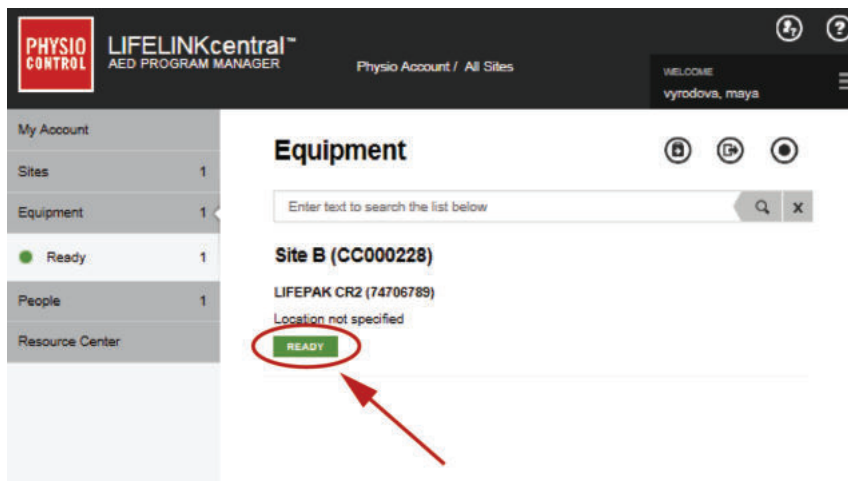 PHYSIO
CONTROL
LIFELINKcentral™
AED PROGRAM MANAGER
Physio Account / All Sites
WELCOME
vyrodova, maya
My Account
Sites 1
Equipment 1
Ready 1
People 1
Resource Center
Equipment
Enter text to search the list below
x
Site B (CC000228)
LIFEPAK CR2 (74706789)
Location not specified
READY